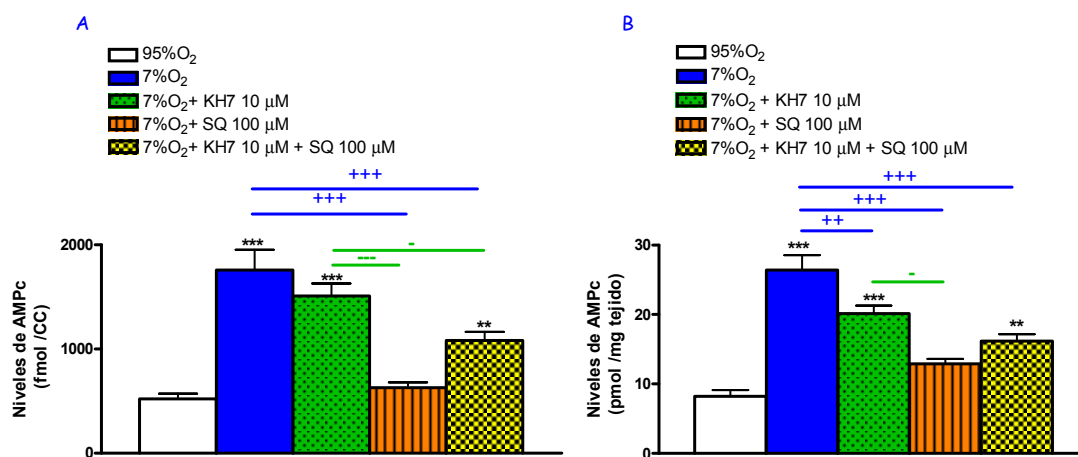 A
95%O₂
7%O₂
7%O₂+ KH7 10 μM
7%O₂+ SQ 100 μM
7%O₂+ KH7 10 μM + SQ 100 μM
+++
+++
-
---
***
***
**
2000
1000
0
Niveles de AMPc
(fmol /CC)
B
95%O₂
7%O₂
7%O₂ + KH7 10 μM
7%O₂ + SQ 100 μM
7%O₂ + KH7 10 μM + SQ 100 μM
+++
+++
++
-
***
***
**
30
20
10
0
Niveles de AMPc
(pmol /mg tejido)